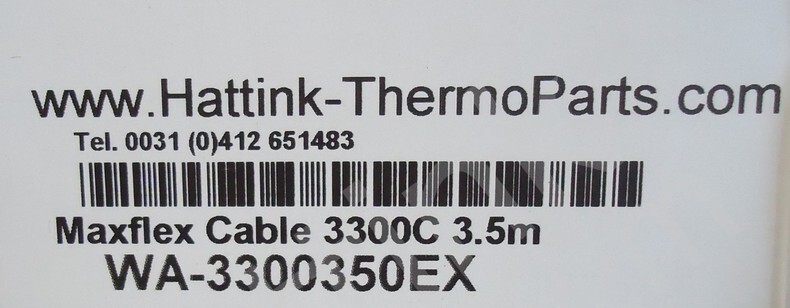 www.Hattink-ThermoParts.com
Tel. 0031 (0)412 651483
Maxflex Cable 3300C 3.5m
WA-3300350EX